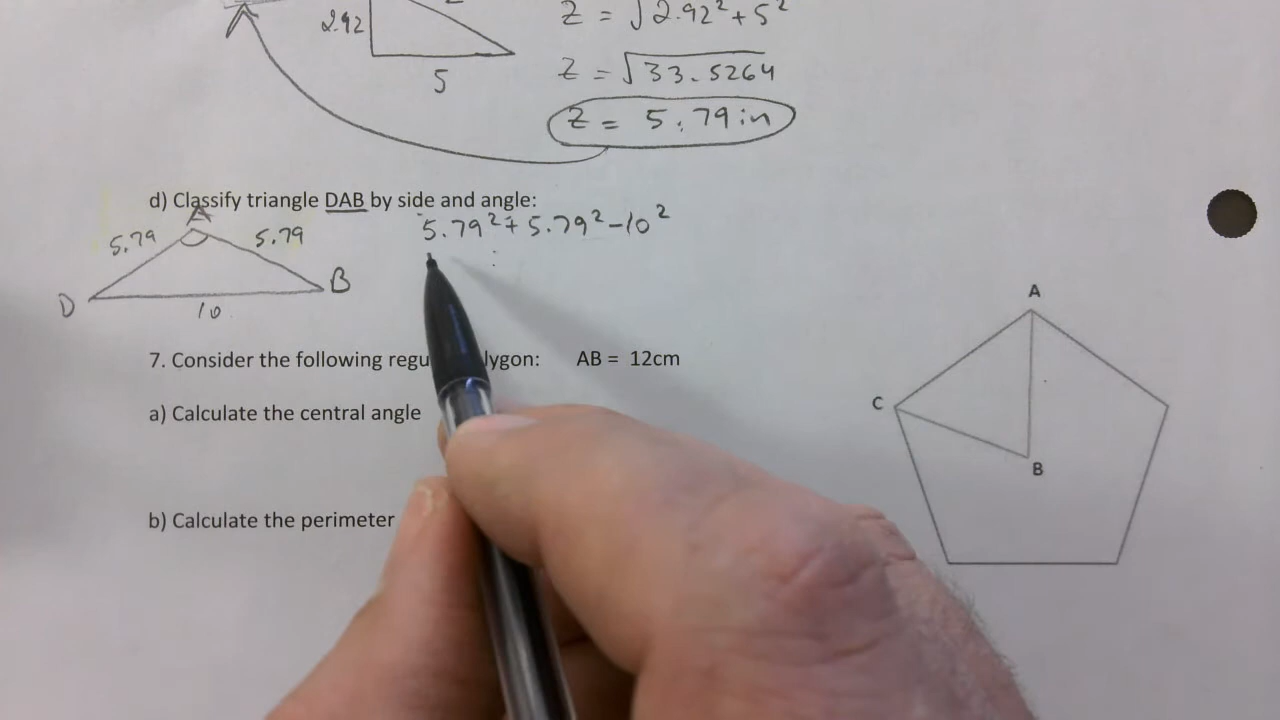 2.92
5
Z = √2.92² + 5²
Z = √33.5264
Z = 5.79in
d) Classify triangle DAB by side and angle:
A
5.79
5.79
D
B
10
5.79² + 5.79² - 10²
7. Consider the following regu lygon: AB = 12cm
a) Calculate the central angle
b) Calculate the perimeter
A
C
B